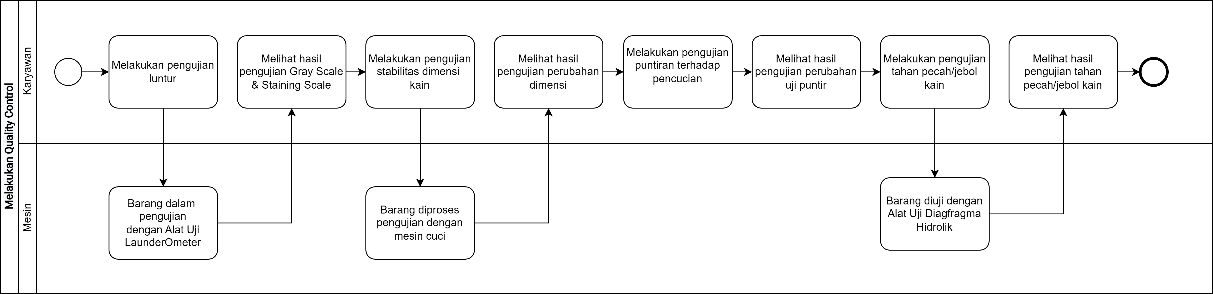 Melakukan Quality Control
Karyawan
Melakukan pengujian
luntur
Melihat hasil
pengujian Gray Scale
& Staining Scale
Melakukan pengujian
stabilitas dimensi
kain
Melihat hasil
pengujian perubahan
dimensi
Melakukan pengujian
puntiran terhadap
pencucian
Melihat hasil
pengujian perubahan
uji puntir
Melakukan pengujian
tahan pecah/jebol
kain
Melihat hasil
pengujian tahan
pecah/jebol kain
Mesin
Barang dalam
pengujian
dengan Alat Uji
LaunderOmeter
Barang diproses
pengujian dengan
mesin cuci
Barang diuji dengan
Alat Uji Diagfragma
Hidrolik